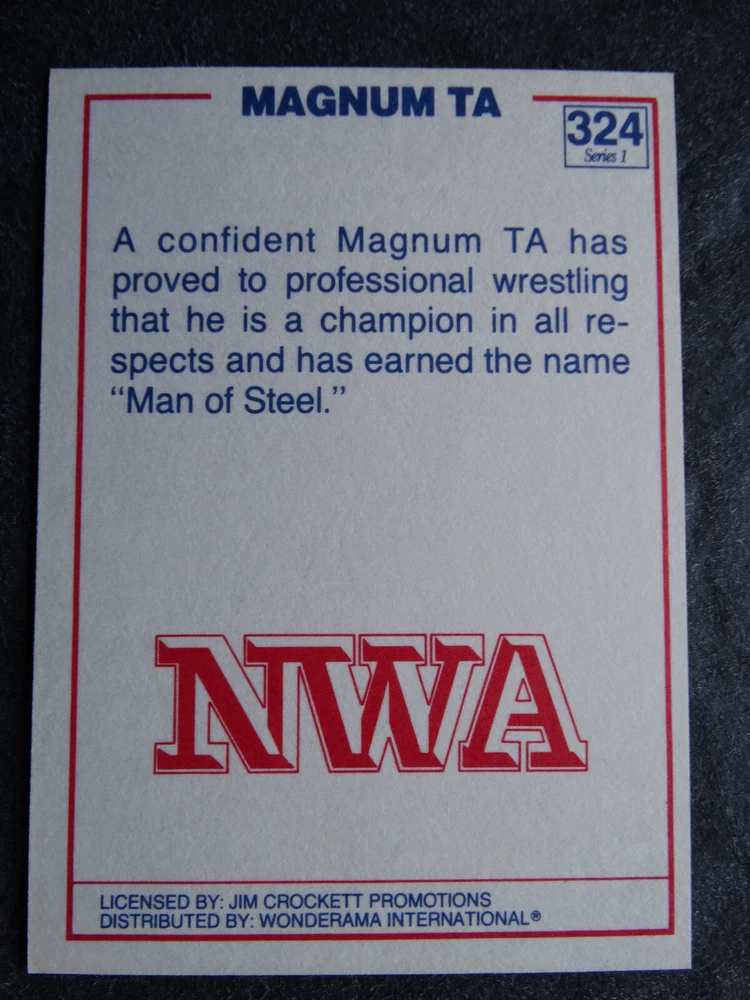 MAGNUM TA
324
Series 1
A confident Magnum TA has
proved to professional wrestling
that he is a champion in all re-
spects and has earned the name
“Man of Steel.”
NWA
LICENSED BY: JIM CROCKETT PROMOTIONS
DISTRIBUTED BY: WONDERAMA INTERNATIONAL®